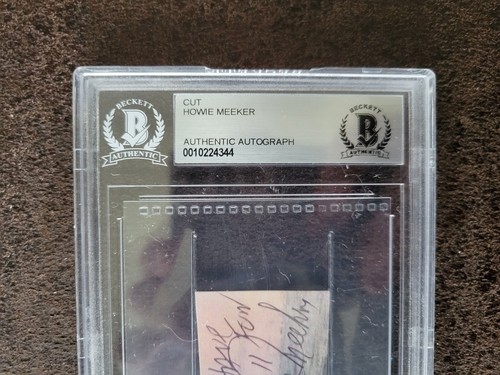 BECKETT
B
AUTHENTIC
CUT
HOWIE MEEKER
AUTHENTIC AUTOGRAPH
0010224344
BECKETT
B
AUTHENTIC